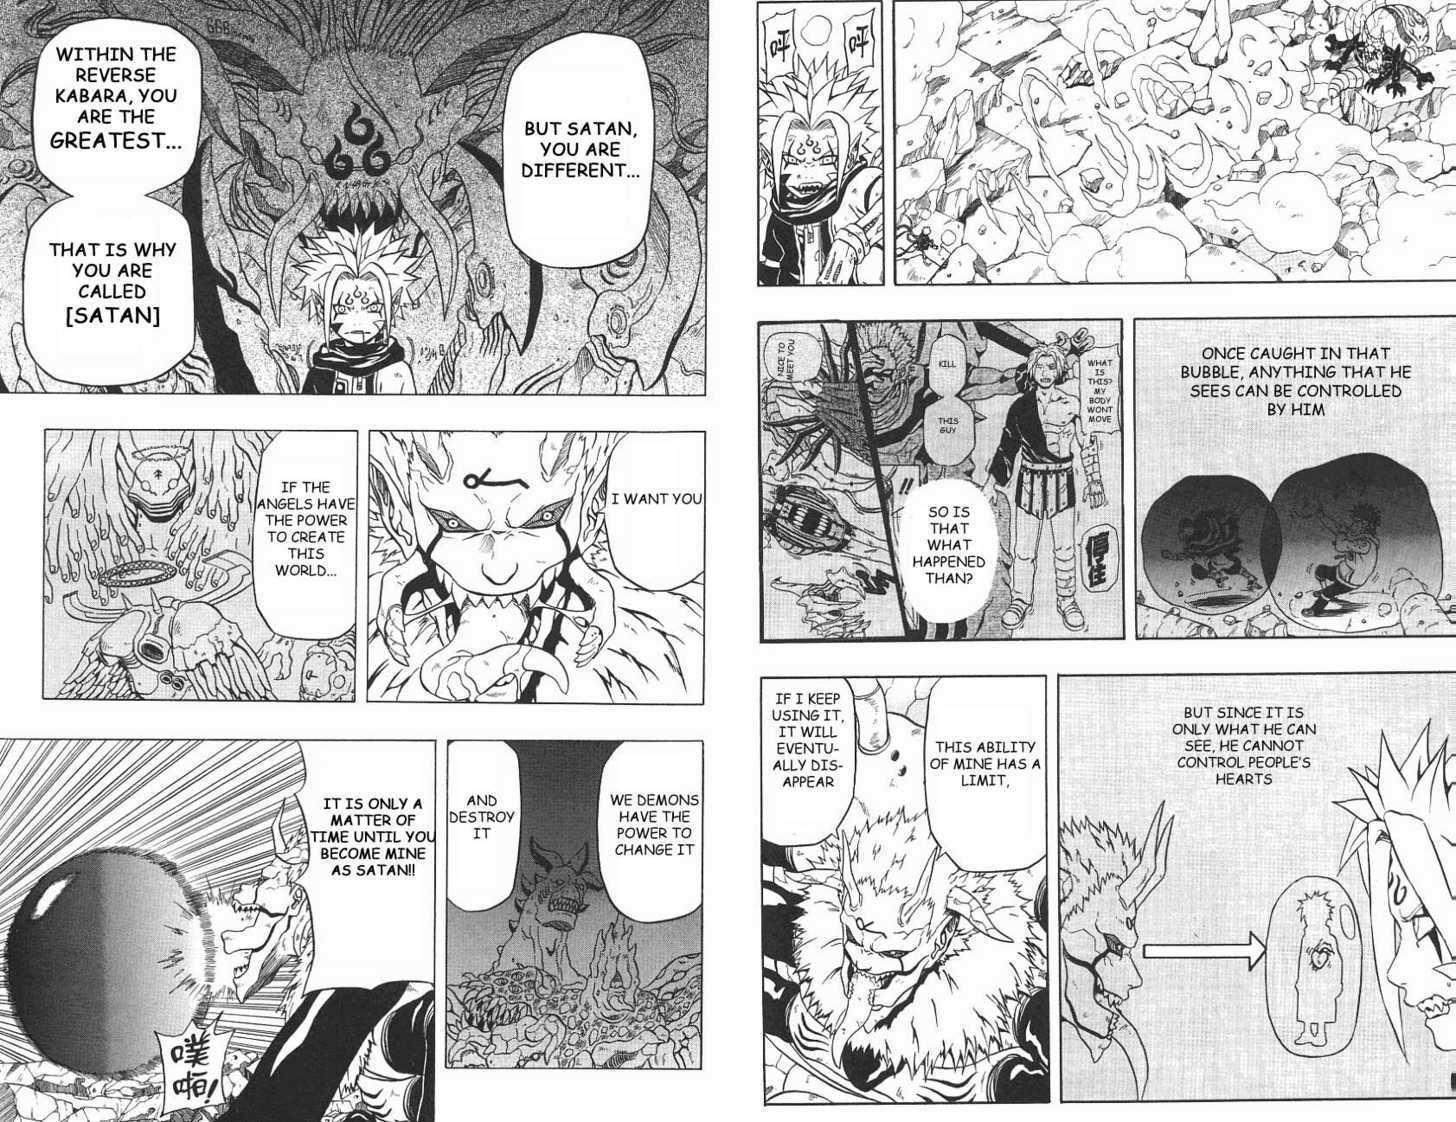 呼
呼
ONCE CAUGHT IN THAT
BUBBLE, ANYTHING THAT HE
SEES CAN BE CONTROLLED
BY HIM
WHAT
IS
THIS?
MY
BODY
WONT
MOVE
KILL
THIS
GUY
NICE TO
MEET YOU
!!
停住
SO IS
THAT
WHAT
HAPPENED
THAN?
BUT SINCE IT IS
ONLY WHAT HE CAN
SEE, HE CANNOT
CONTROL PEOPLE'S
HEARTS
THIS ABILITY
OF MINE HAS A
LIMIT,
IF I KEEP
USING IT,
IT WILL
EVENTU-
ALLY DIS-
APPEAR
BUT SATAN,
YOU ARE
DIFFERENT...
666
WITHIN THE
REVERSE
KABARA, YOU
ARE THE
GREATEST...
THAT IS WHY
YOU ARE
CALLED
[SATAN]
I WANT YOU
IF THE
ANGELS HAVE
THE POWER
TO CREATE
THIS
WORLD...
WE DEMONS
HAVE THE
POWER TO
CHANGE IT
AND
DESTROY
IT
IT IS ONLY A
MATTER OF
TIME UNTIL YOU
BECOME MINE
AS SATAN!!
噗啪!